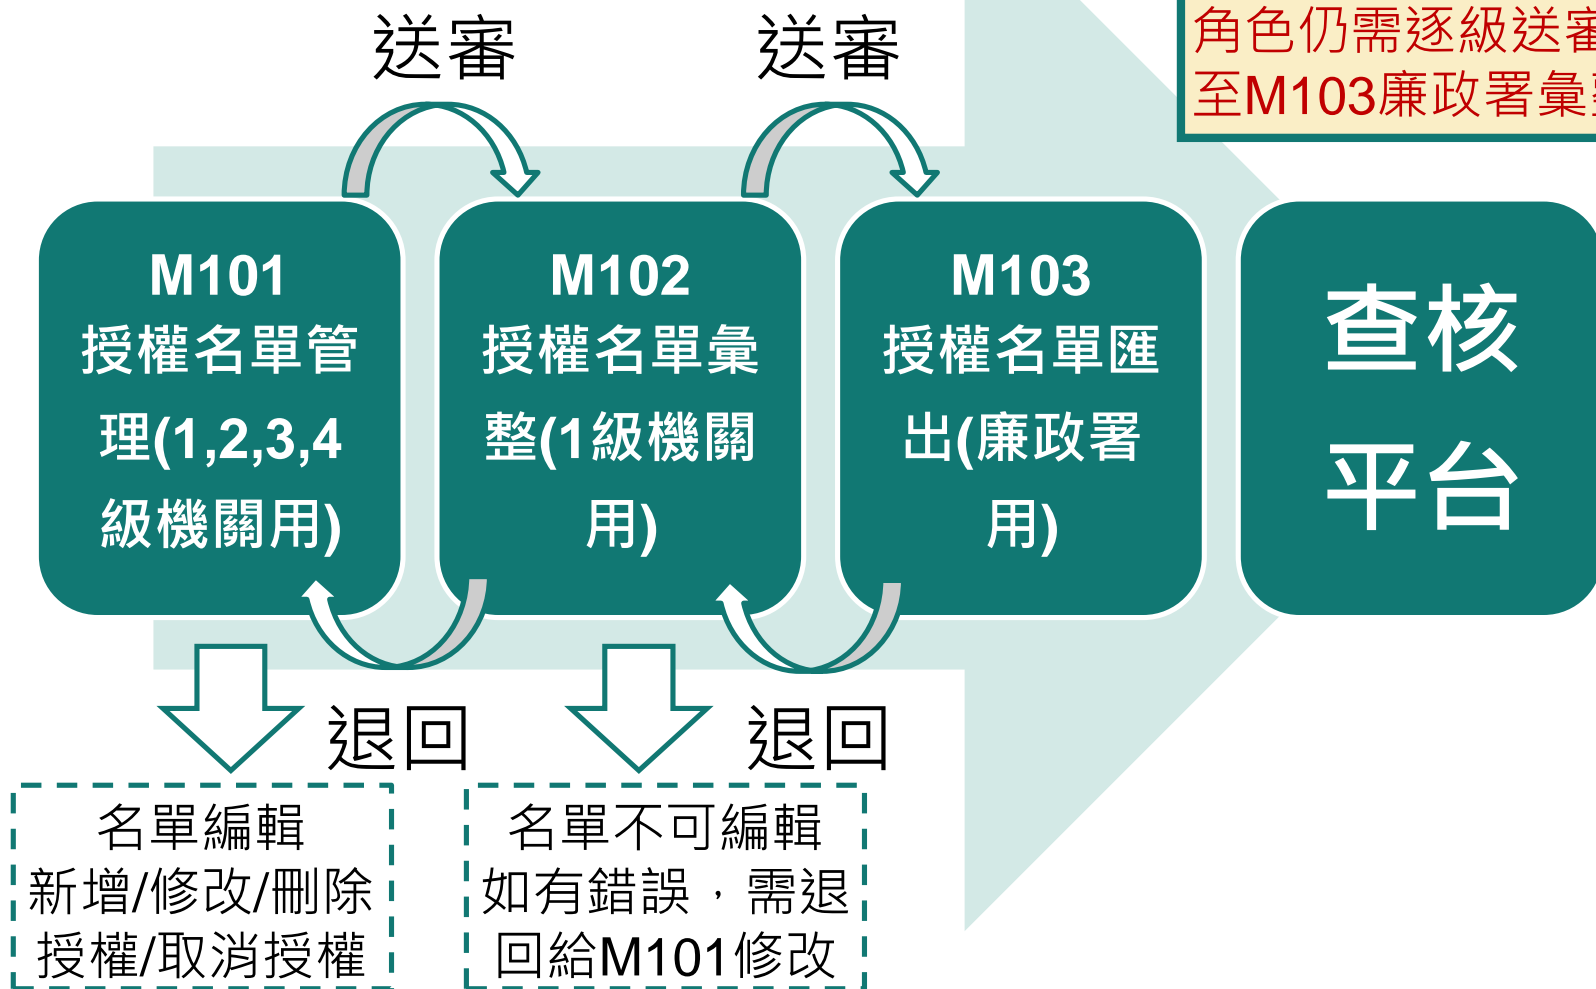 送審
送審
角色仍需逐級送審
至M103廉政署彙
M101
授權名單管
理(1,2,3,4
級機關用)
M102
授權名單彙
整(1級機關
用)
M103
授權名單匯
出(廉政署
用)
查核
平台
退回
退回
名單編輯
新增/修改/刪除
授權/取消授權
名單不可編輯
如有錯誤，需退
回給M101修改